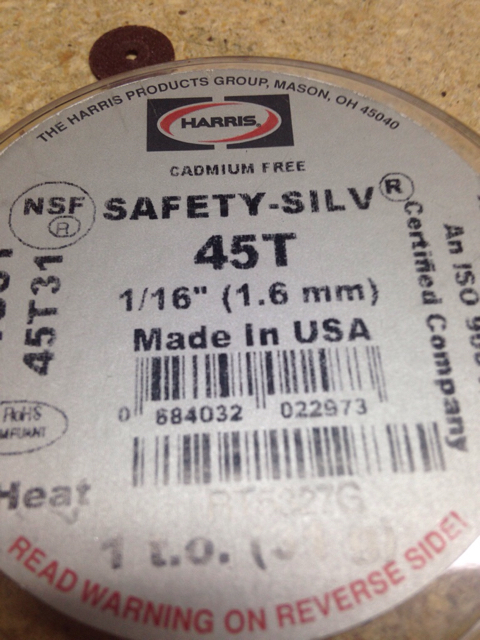 THE HARRIS PRODUCTS GROUP, MASON, OH 45040
HARRIS®
CADMIUM FREE
NSF®
SAFETY-SILV®
45T
1/16" (1.6 mm)
Made in USA
0 684032 022973
45T31
RoHS
An ISO
Certified Company
Heat
1 t.o.
READ WARNING ON REVERSE SIDE!